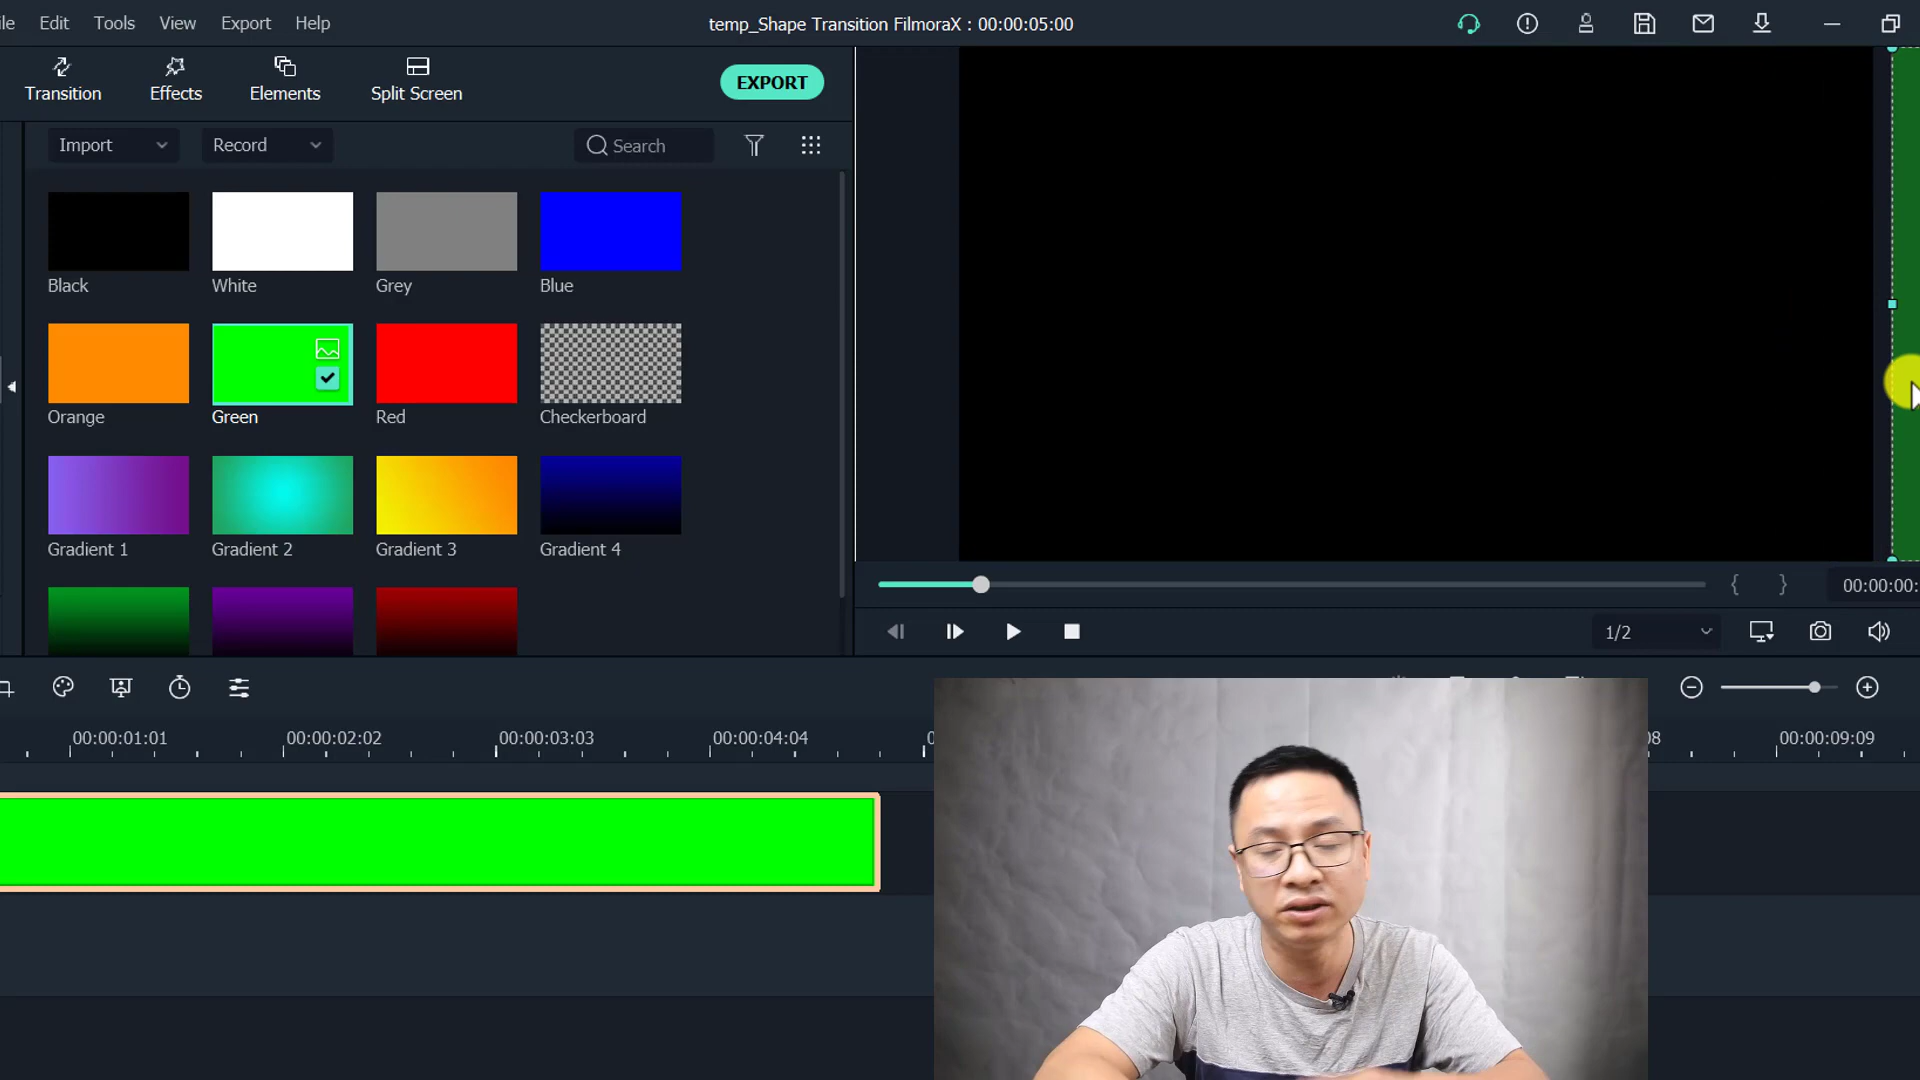 ile Edit Tools View Export Help
temp_Shape Transition FilmoraX : 00:00:05:00
Transition Effects Elements Split Screen
EXPORT
Import Record Search
Black White Grey Blue
Orange Green Red Checkerboard
Gradient 1 Gradient 2 Gradient 3 Gradient 4
{ } 00:00:00:
1/2
00:00:01:01 00:00:02:02 00:00:03:03 00:00:04:04 08 00:00:09:09